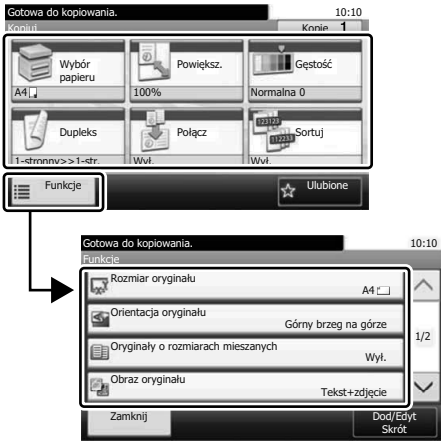 Gotowa do kopiowania. 10:10
Kopiuj Kopie 1
Wybór papieru Powiększ. Gęstość
A4 100% Normalna 0
123123
112233
Dupleks Połącz Sortuj
1-stronny>>1-str. Wył. Wył.
Funkcje Ulubione
Gotowa do kopiowania. 10:10
Funkcje
Rozmiar oryginału
A4
Orientacja oryginału
Górny brzeg na górze
1/2
Oryginały o rozmiarach mieszanych
Wył.
Obraz oryginału
Tekst+zdjęcie
Zamknij Dod/Edyt
Skrót